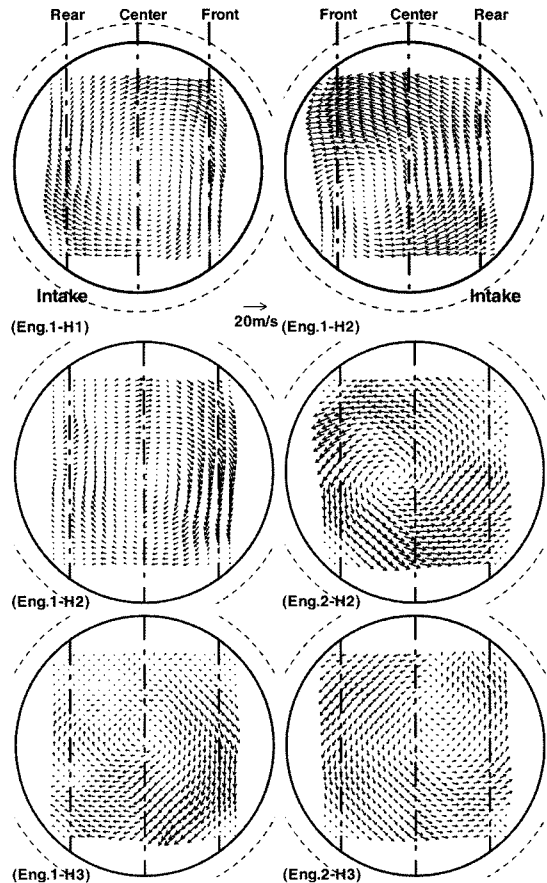 Rear Center Front Front Center Rear
Intake Intake
20m/s
(Eng.1-H1) (Eng.1-H2)
(Eng.1-H2) (Eng.2-H2)
(Eng.1-H3) (Eng.2-H3)